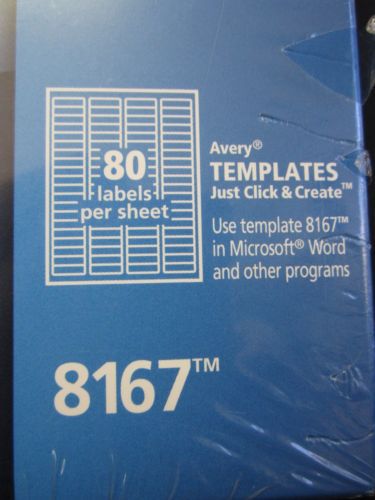 80
labels
per sheet
Avery®
TEMPLATES
Just Click & Create™
Use template 8167™
in Microsoft® Word
and other programs
8167™